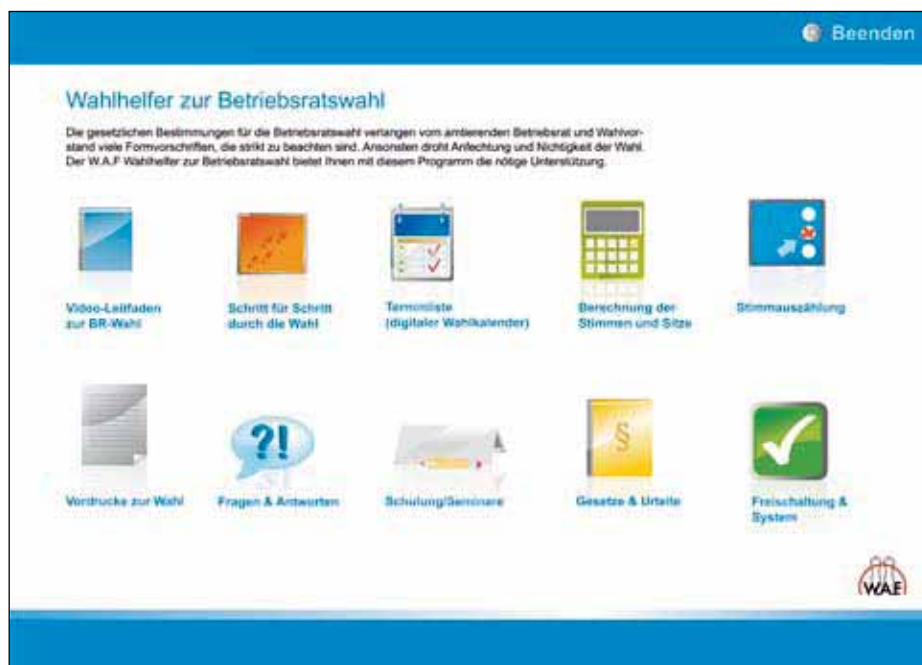 Beenden
Wahlhelfer zur Betriebsratswahl
Die gesetzlichen Bestimmungen für die Betriebsratswahl verlangen vom amtierenden Betriebsrat und Wahlvor-
stand viele Formvorschriften, die strikt zu beachten sind. Ansonsten droht Anfechtung und Nichtigkeit der Wahl.
Der W.A.F Wahlhelfer zur Betriebsratswahl bietet Ihnen mit diesem Programm die nötige Unterstützung.
Video-Leitfaden
zur BR-Wahl
Schritt für Schritt
durch die Wahl
Terminliste
(digitaler Wahlkalender)
Berechnung der
Stimmen und Sitze
Stimmauszählung
?!
§
Vordrucke zur Wahl
Fragen & Antworten
Schulung/Seminare
Gesetze & Urteile
Freischaltung &
System
W.A.F.